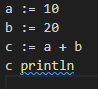 a := 10
b := 20
c := a + b
c println